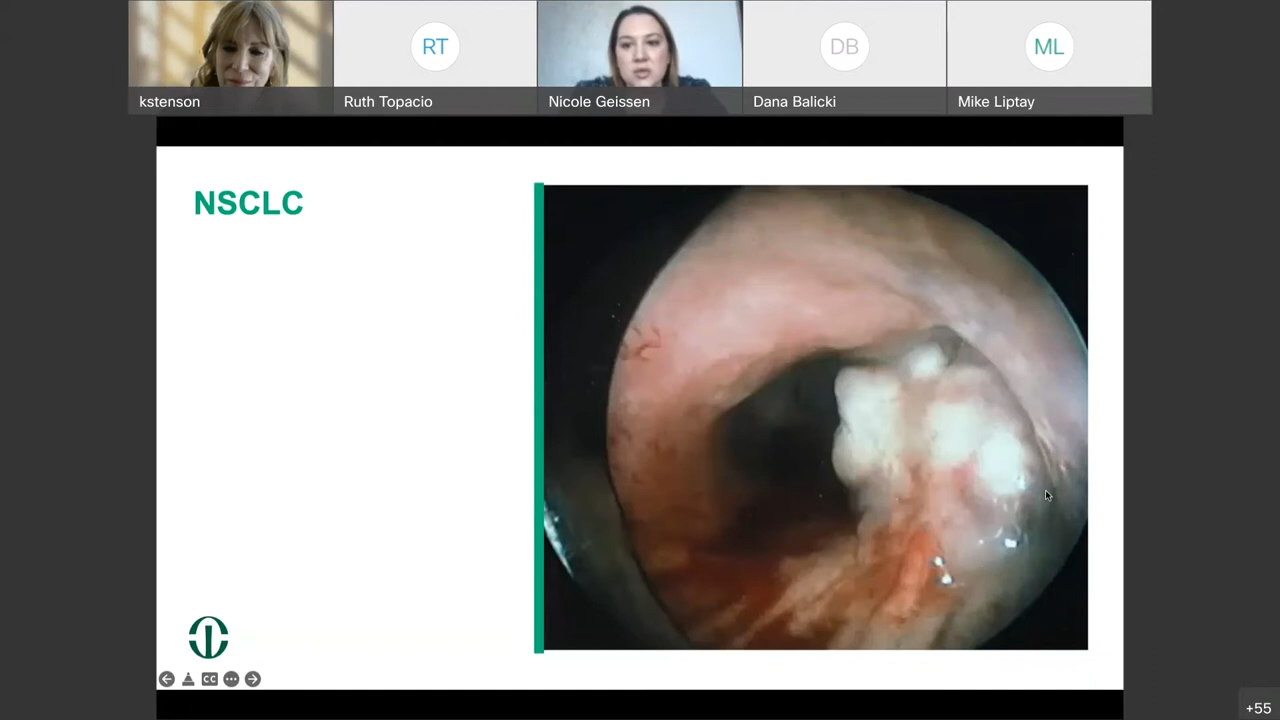 RT
DB
ML
kstenson
Ruth Topacio
Nicole Geissen
Dana Balicki
Mike Liptay
NSCLC
CC
+55